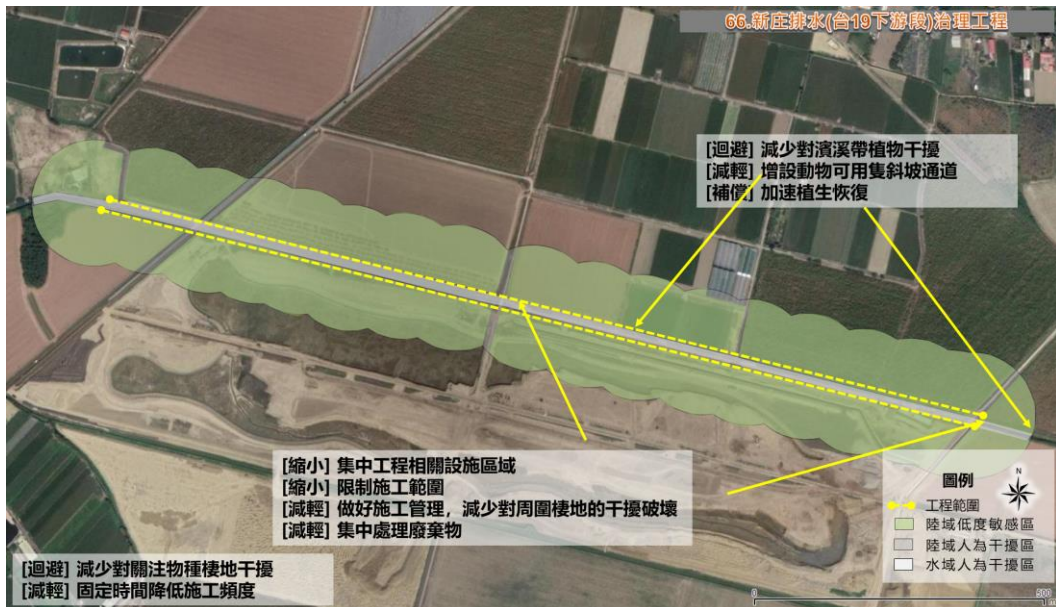 66.新庄排水(台19下游段)治理工程
[迴避] 減少對濱溪帶植物干擾
[減輕] 增設動物可用隻斜坡通道
[補償] 加速植生恢復
[縮小] 集中工程相關設施區域
[縮小] 限制施工範圍
[減輕] 做好施工管理，減少對周圍棲地的干擾破壞
[減輕] 集中處理廢棄物
[迴避] 減少對關注物種棲地干擾
[減輕] 固定時間降低施工頻度
圖例
N
工程範圍
陸域低度敏感區
陸域人為干擾區
水域人為干擾區
0 500